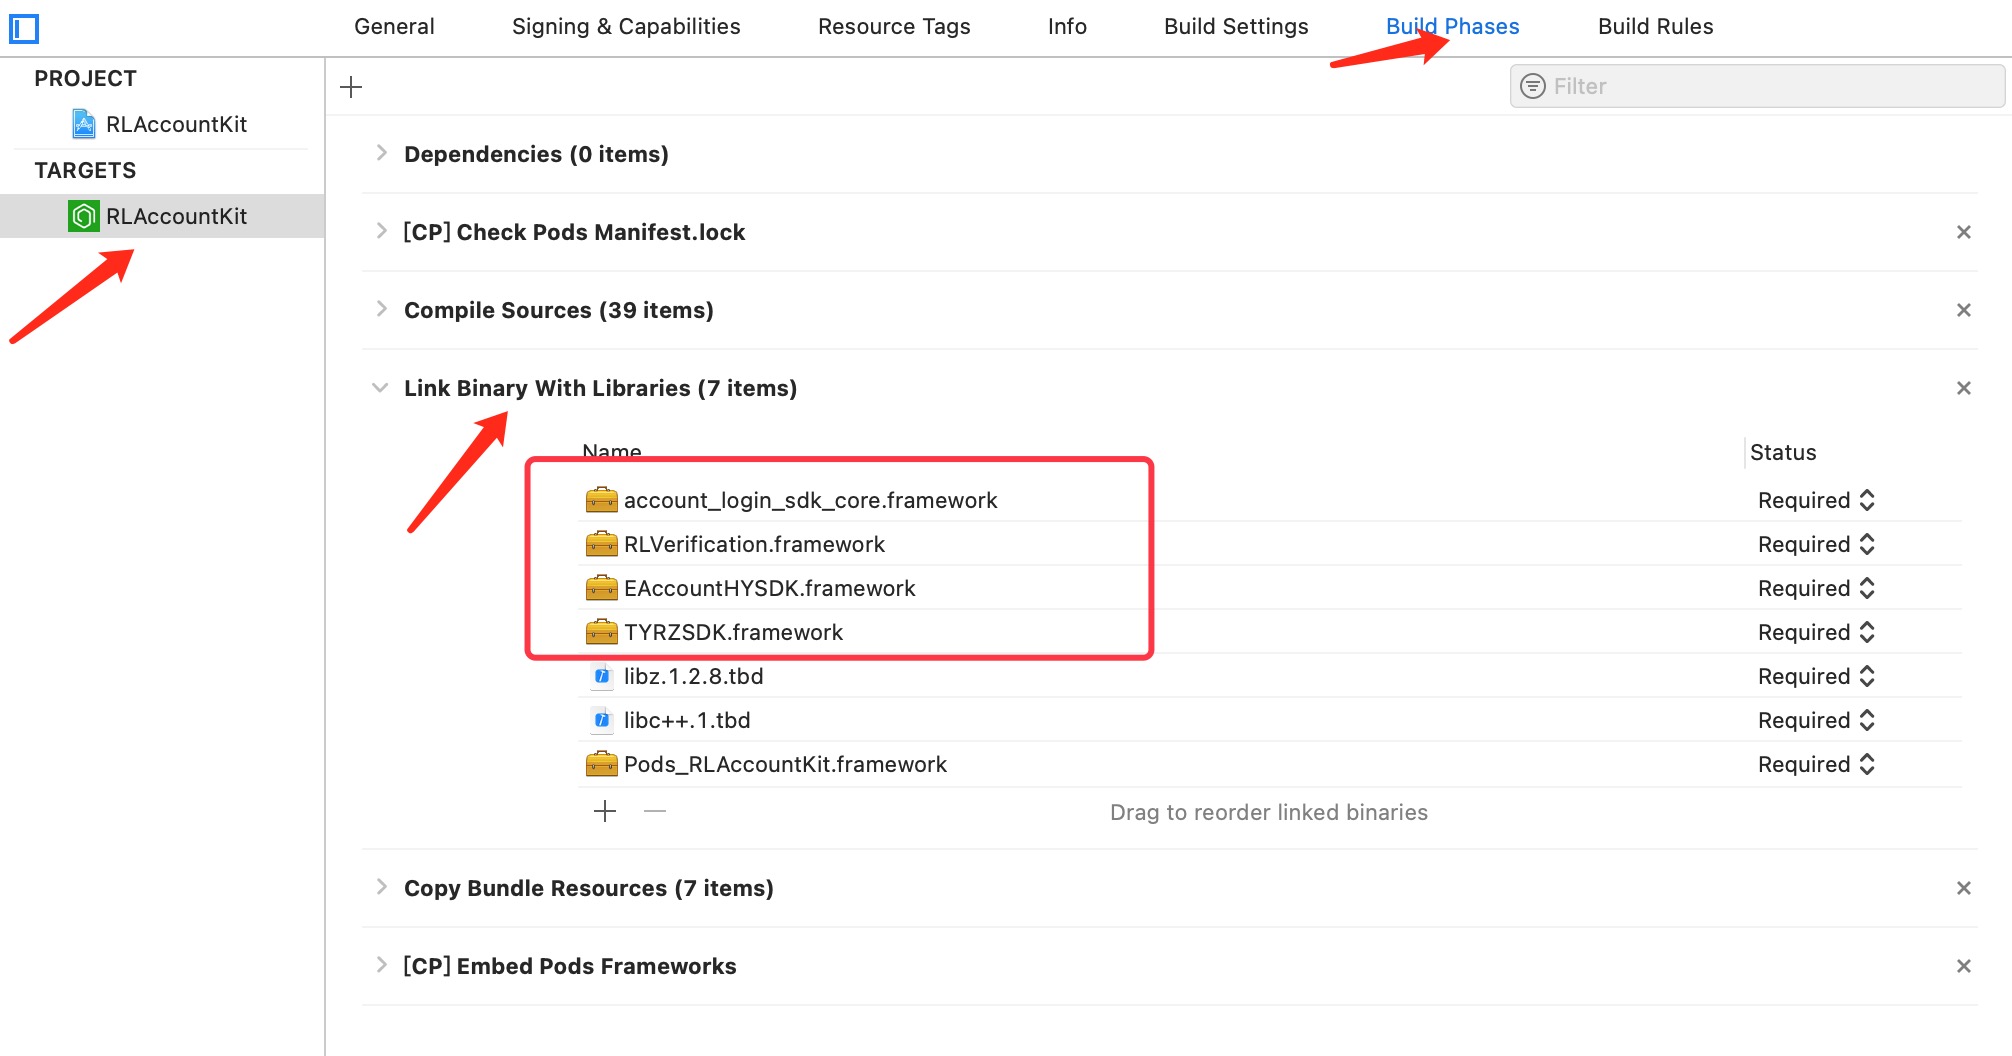 General Signing & Capabilities Resource Tags Info Build Settings Build Phases Build Rules
PROJECT
RLAccountKit
TARGETS
RLAccountKit
Filter
Dependencies (0 items)
[CP] Check Pods Manifest.lock
Compile Sources (39 items)
Link Binary With Libraries (7 items)
Name Status
account_login_sdk_core.framework Required
RLVerification.framework Required
EAccountHYSDK.framework Required
TYRZSDK.framework Required
libz.1.2.8.tbd Required
libc++.1.tbd Required
Pods_RLAccountKit.framework Required
Drag to reorder linked binaries
Copy Bundle Resources (7 items)
[CP] Embed Pods Frameworks